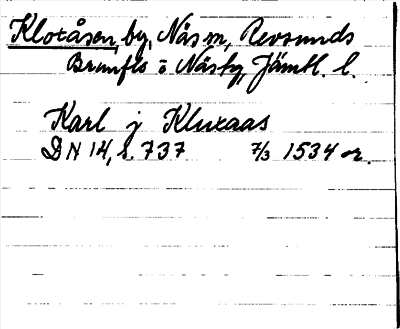 Klotåsen, by, Näs sn, Revsunds
Brunflo o Näs tg, Jämtl. l.
Karl j Kluxaas
DN 14, s. 737 7/3 1534 or.